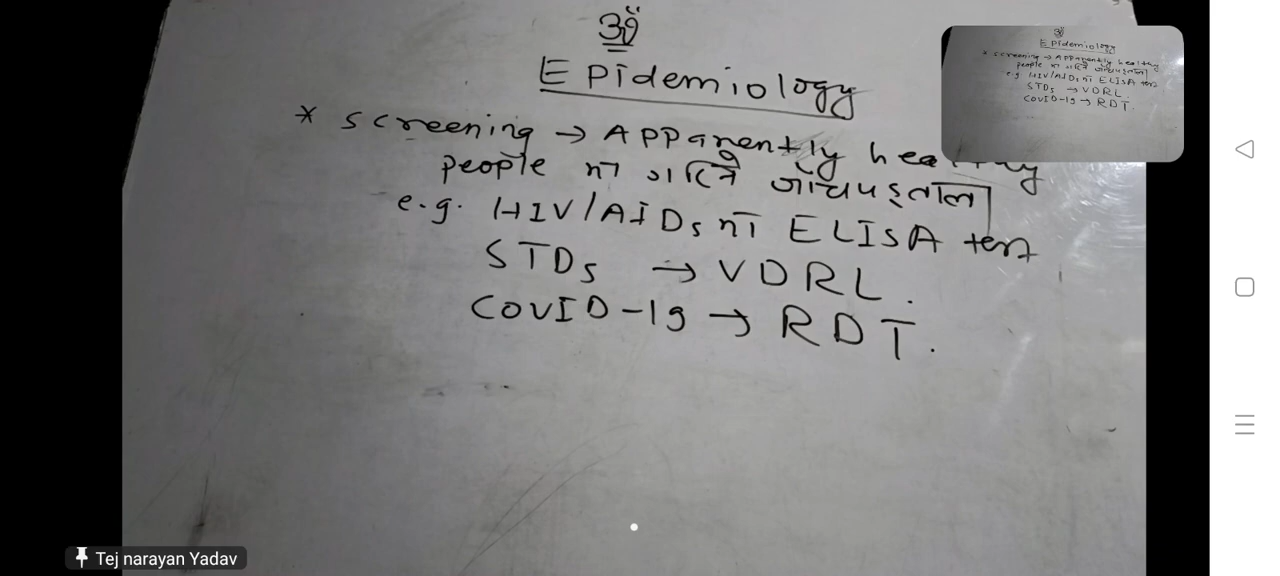 ॐ
Epidemiology
* screening → Apparently healthy
people मा गरिने जाँचपड्ताल
e.g. HIV/AIDs मा ELISA test
STDs → VDRL.
COVID-19 → RDT.
Tej narayan Yadav